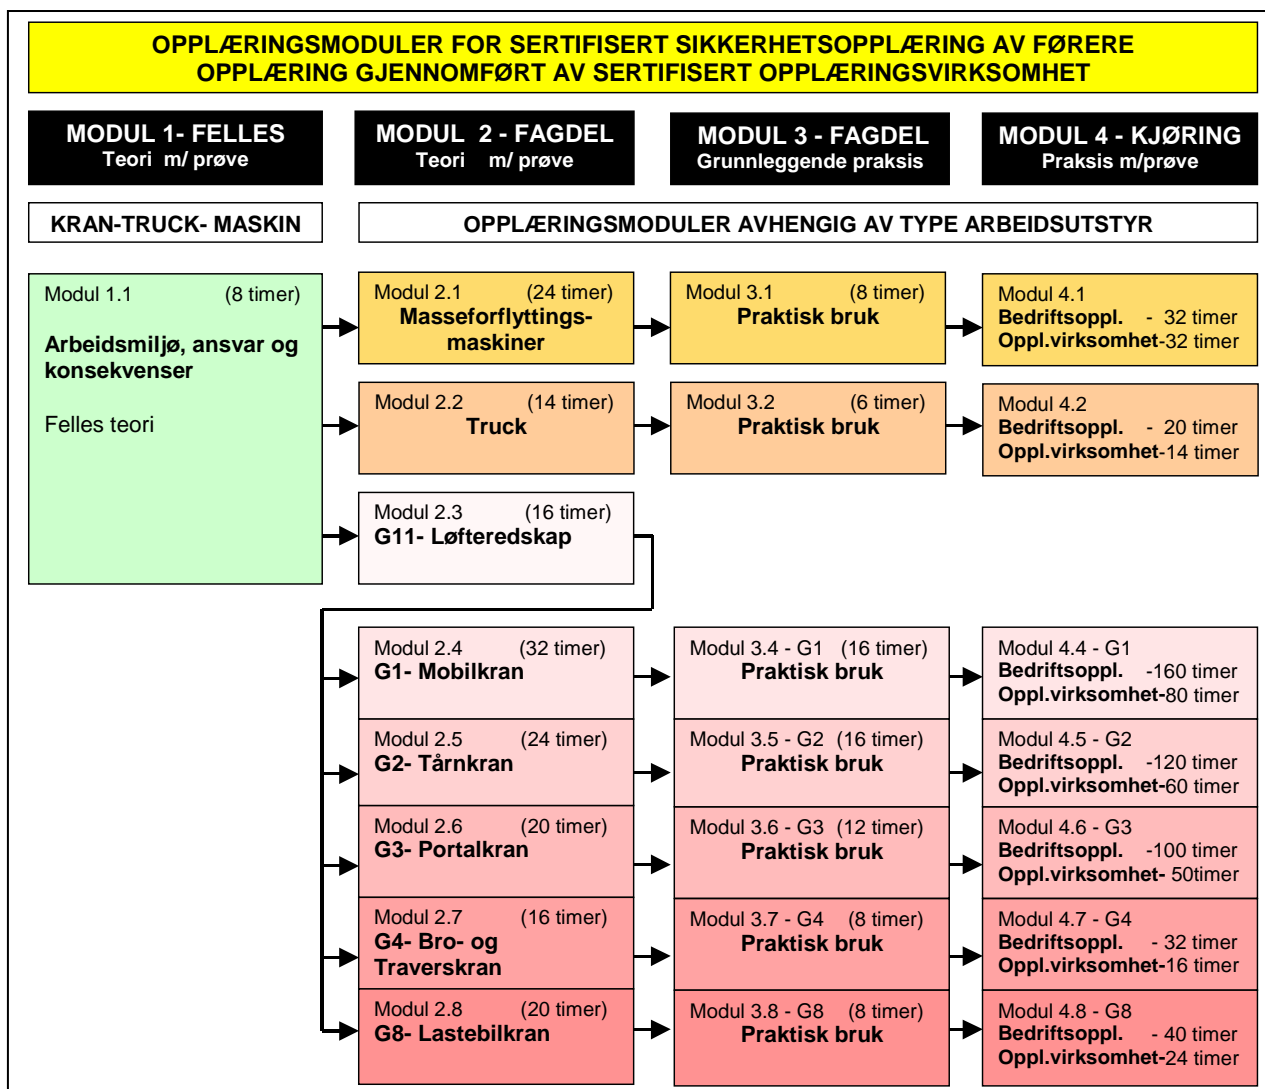 OPPLÆRINGSMODULER FOR SERTIFISERT SIKKERHETSOPPLÆRING AV FØRERE
OPPLÆRING GJENNOMFØRT AV SERTIFISERT OPPLÆRINGSVIRKSOMHET
MODUL 1- FELLES
Teori m/ prøve
MODUL 2 - FAGDEL
Teori m/ prøve
MODUL 3 - FAGDEL
Grunnleggende praksis
MODUL 4 - KJØRING
Praksis m/prøve
KRAN-TRUCK- MASKIN
OPPLÆRINGSMODULER AVHENGIG AV TYPE ARBEIDSUTSTYR
Modul 1.1 (8 timer)
Arbeidsmiljø, ansvar og
konsekvenser
Felles teori
Modul 2.1 (24 timer)
Masseforflyttings-
maskiner
Modul 3.1 (8 timer)
Praktisk bruk
Modul 4.1
Bedriftsoppl. - 32 timer
Oppl.virksomhet-32 timer
Modul 2.2 (14 timer)
Truck
Modul 3.2 (6 timer)
Praktisk bruk
Modul 4.2
Bedriftsoppl. - 20 timer
Oppl.virksomhet-14 timer
Modul 2.3 (16 timer)
G11- Løfteredskap
Modul 2.4 (32 timer)
G1- Mobilkran
Modul 3.4 - G1 (16 timer)
Praktisk bruk
Modul 4.4 - G1
Bedriftsoppl. -160 timer
Oppl.virksomhet-80 timer
Modul 2.5 (24 timer)
G2- Tårnkran
Modul 3.5 - G2 (16 timer)
Praktisk bruk
Modul 4.5 - G2
Bedriftsoppl. -120 timer
Oppl.virksomhet-60 timer
Modul 2.6 (20 timer)
G3- Portalkran
Modul 3.6 - G3 (12 timer)
Praktisk bruk
Modul 4.6 - G3
Bedriftsoppl. -100 timer
Oppl.virksomhet- 50timer
Modul 2.7 (16 timer)
G4- Bro- og
Traverskran
Modul 3.7 - G4 (8 timer)
Praktisk bruk
Modul 4.7 - G4
Bedriftsoppl. - 32 timer
Oppl.virksomhet-16 timer
Modul 2.8 (20 timer)
G8- Lastebilkran
Modul 3.8 - G8 (8 timer)
Praktisk bruk
Modul 4.8 - G8
Bedriftsoppl. - 40 timer
Oppl.virksomhet-24 timer